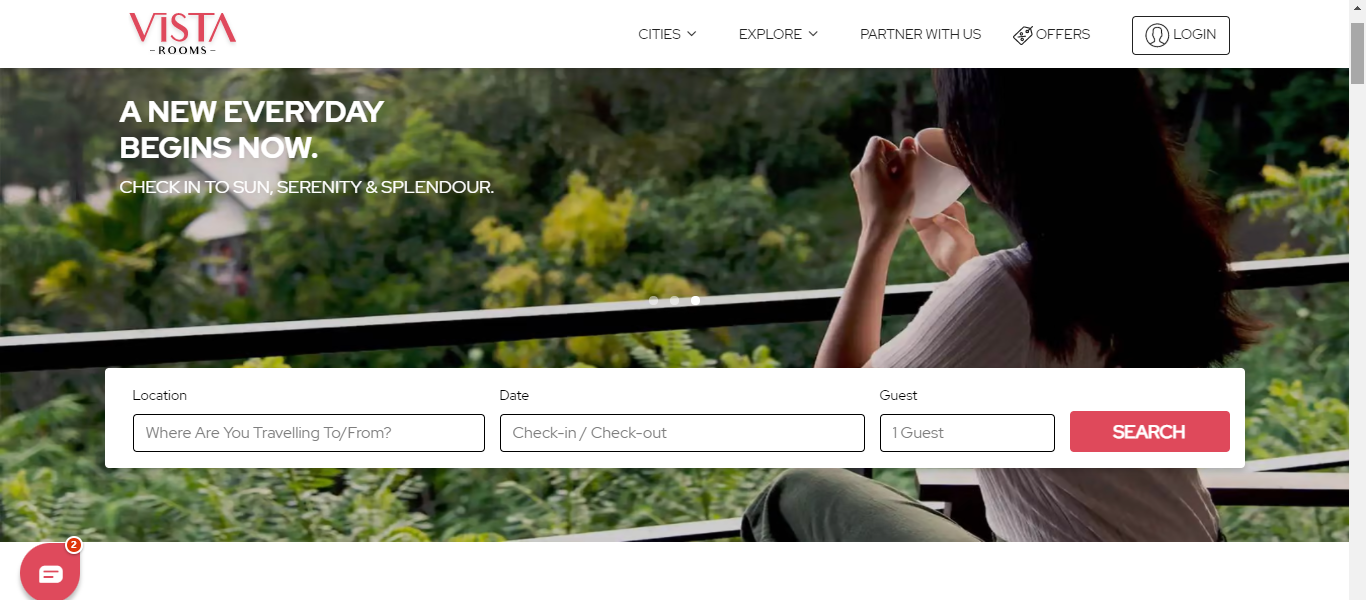 VISTA
-ROOMS-
CITIES
EXPLORE
PARTNER WITH US
OFFERS
LOGIN
A NEW EVERYDAY
BEGINS NOW.
CHECK IN TO SUN, SERENITY & SPLENDOUR.
Location
Date
Guest
Where Are You Travelling To/From?
Check-in / Check-out
1 Guest
SEARCH
2